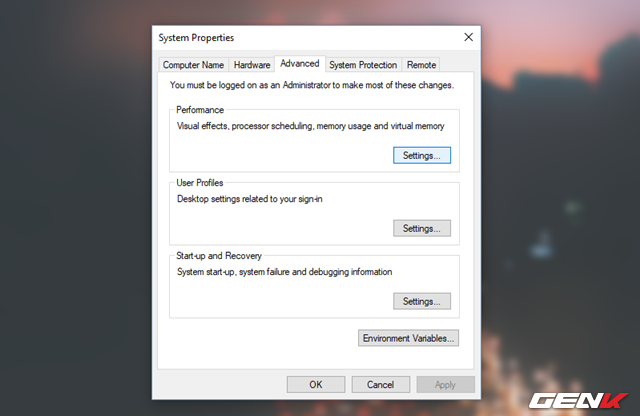 System Properties
Computer Name Hardware Advanced System Protection Remote
You must be logged on as an Administrator to make most of these changes.
Performance
Visual effects, processor scheduling, memory usage and virtual memory
Settings...
User Profiles
Desktop settings related to your sign-in
Settings...
Start-up and Recovery
System start-up, system failure and debugging information
Settings...
Environment Variables...
OK Cancel Apply
GENK